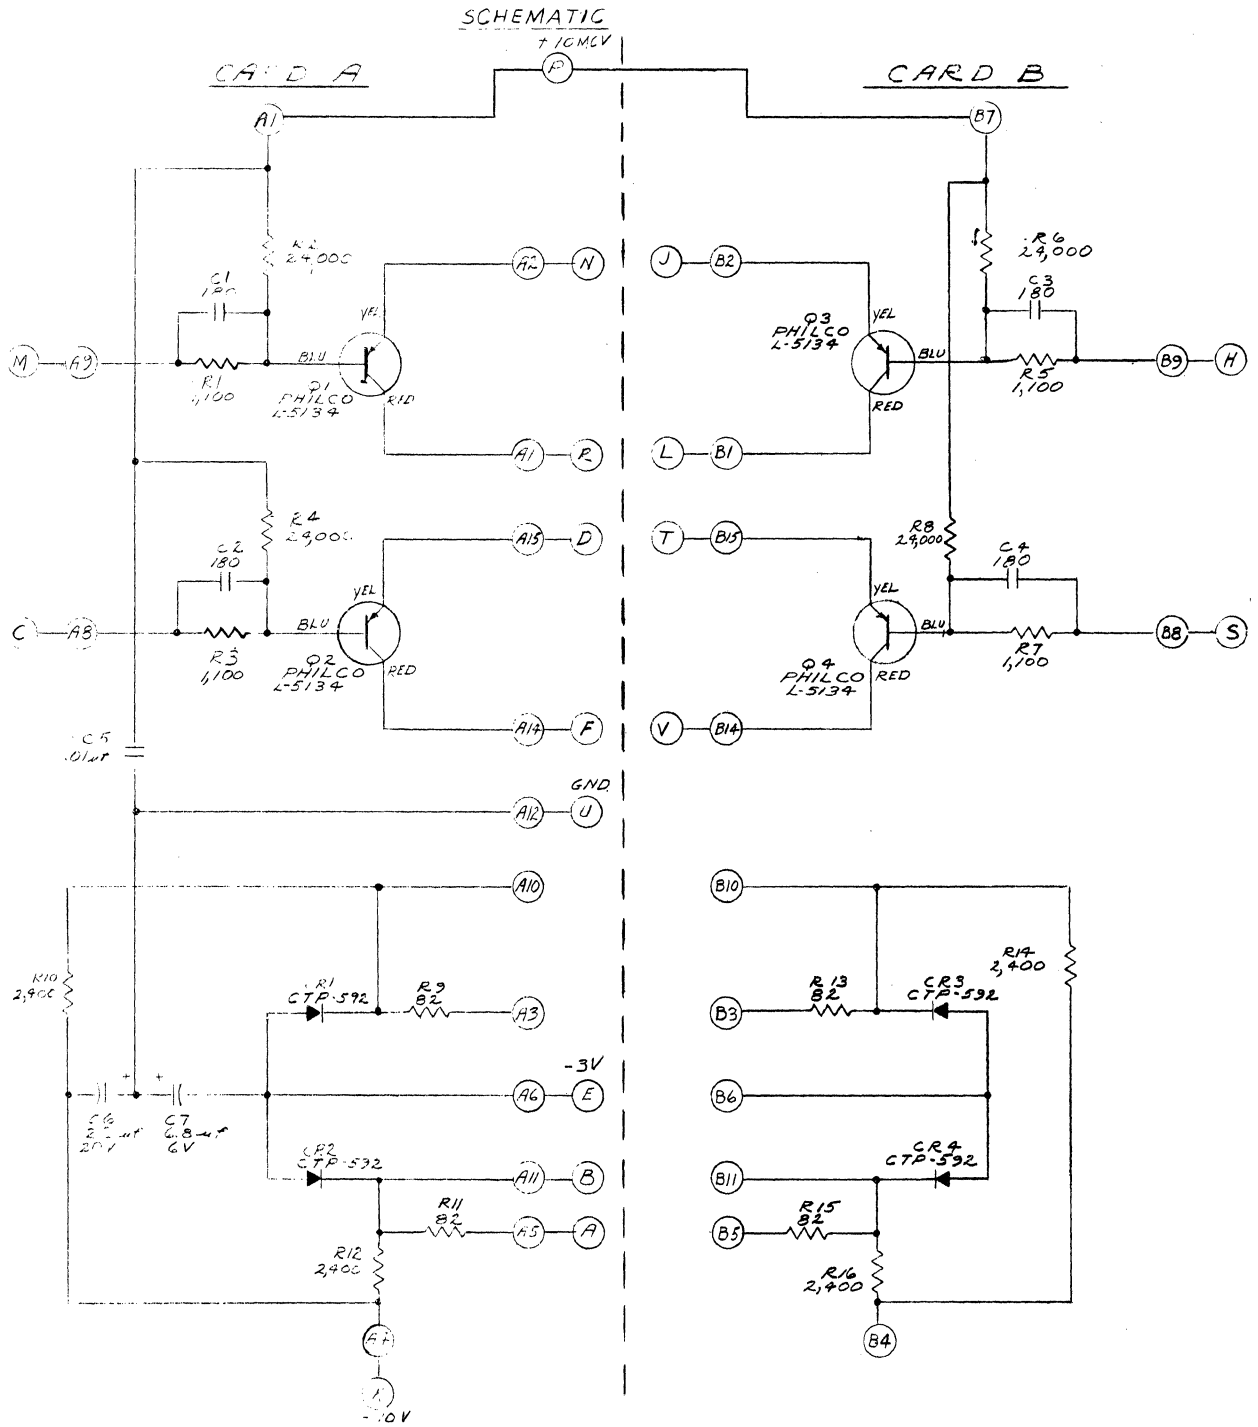 SCHEMATIC
+10MCV
CARD A
P
CARD B
A1
B7
R2
24,000
C1
180
YEL
M
A9
R1
1,100
BLU
Q1
PHILCO
L-5134
RED
A2
N
A1
R
J
B2
Q3
PHILCO
L-5134
YEL
BLU
RED
L
B1
R6
24,000
C3
180
R5
1,100
B9
H
R4
24,000
C2
180
YEL
C
A8
R3
1,100
BLU
Q2
PHILCO
L-5134
RED
A15
D
A14
F
T
B15
R8
24,000
C4
180
YEL
BLU
Q4
PHILCO
L-5134
RED
R7
1,100
B8
S
V
B14
C5
.01uf
GND.
A12
U
A10
B10
R10
2,400
CR1
CTP-592
R9
82
A3
B3
R13
82
CR3
CTP-592
R14
2,400
-3V
A6
E
B6
+
+
C6
20V
C7
6.8uf
6V
CR2
CTP-592
A11
B
R11
82
A5
A
R12
2,400
A7
-10V
B11
CR4
CTP-592
B5
R15
82
R16
2,400
B4